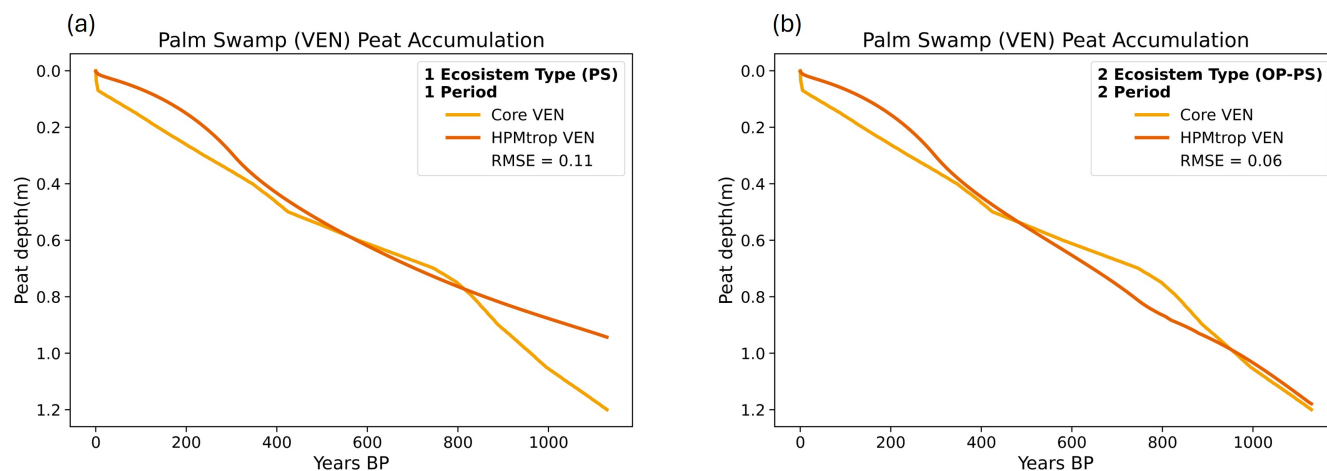 (a)
Palm Swamp (VEN) Peat Accumulation
1 Ecosistem Type (PS)
1 Period
Core VEN
HPMtrop VEN
RMSE = 0.11
Peat depth(m)
0.0
0.2
0.4
0.6
0.8
1.0
1.2
0 200 400 600 800 1000
Years BP
(b)
Palm Swamp (VEN) Peat Accumulation
2 Ecosistem Type (OP-PS)
2 Period
Core VEN
HPMtrop VEN
RMSE = 0.06
Peat depth(m)
0.0
0.2
0.4
0.6
0.8
1.0
1.2
0 200 400 600 800 1000
Years BP